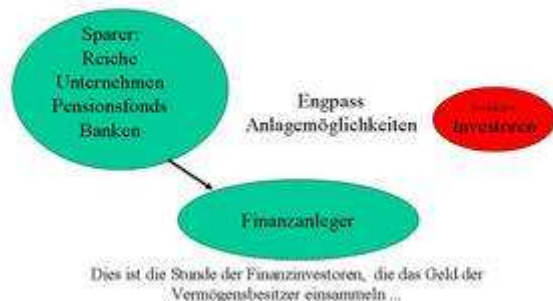 Sparer:
Reiche
Unternehmen
Pensionsfonds
Banken
Engpass
Anlagemöglichkeiten
Investoren
Finanzanleger
Dies ist die Stunde der Finanzinvestoren, die das Geld der
Vermögensbesitzer einsammeln ...